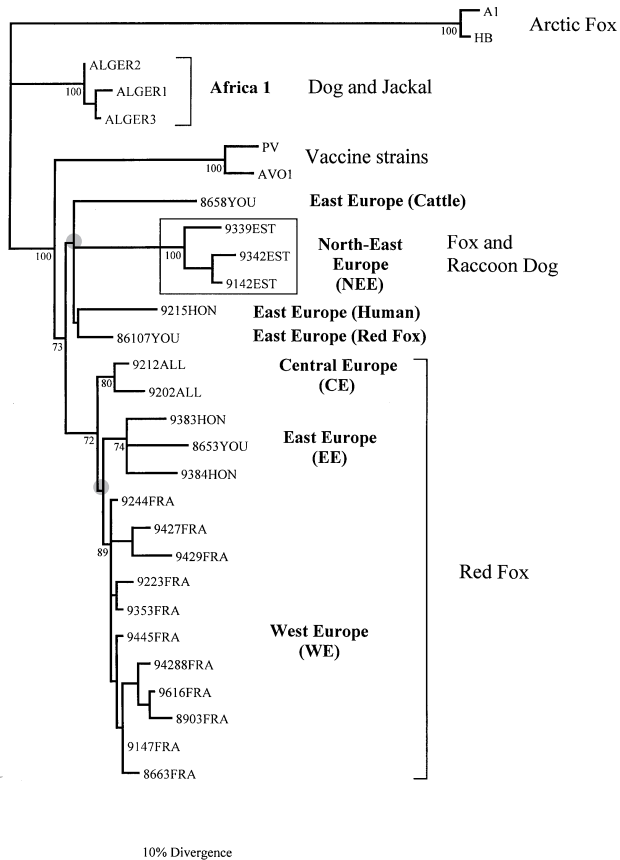 A1
Arctic Fox
100
HB
ALGER2
100
ALGER1
Africa 1
Dog and Jackal
ALGER3
PV
Vaccine strains
100
AVO1
8658YOU
East Europe (Cattle)
9339EST
North-East
Europe
(NEE)
Fox and
Raccoon Dog
100
9342EST
100
9142EST
9215HON
East Europe (Human)
86107YOU
East Europe (Red Fox)
73
9212ALL
Central Europe
(CE)
80
9202ALL
9383HON
72
74
8653YOU
East Europe
(EE)
9384HON
9244FRA
9427FRA
89
9429FRA
Red Fox
9223FRA
9353FRA
9445FRA
West Europe
(WE)
94288FRA
9616FRA
8903FRA
9147FRA
8663FRA
10% Divergence